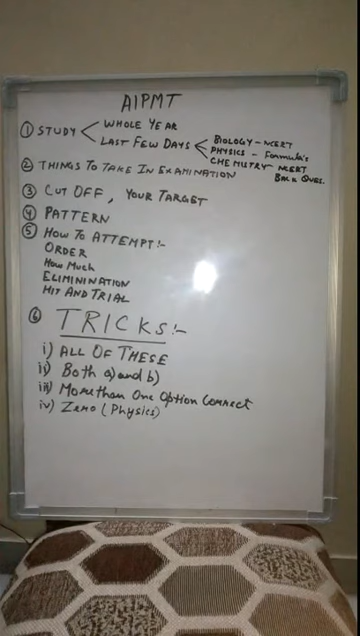 AIPMT
① STUDY < WHOLE YEAR
LAST FEW DAYS < BIOLOGY - NCERT
PHYSICS - Formula's
CHEMISTRY NCERT
Back Ques.
② THINGS TO TAKE IN EXAMINATION
③ CUT OFF, YOUR TARGET
④ PATTERN
⑤ HOW TO ATTEMPT:-
ORDER
How Much
ELIMININATION
HIT AND TRIAL
⑥ TRICKS:-
i) ALL OF THESE
ii) Both a) and b)
iii) More than One Option Correct
iv) Zero (Physics)